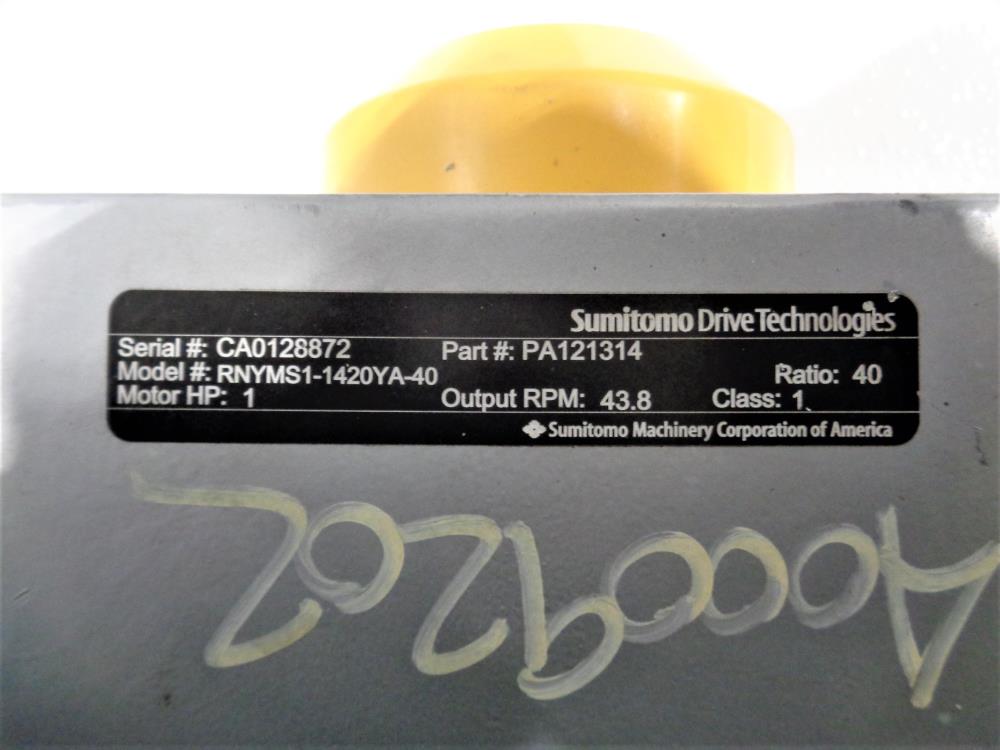 Sumitomo Drive Technologies
Serial #: CA0128872 Part #: PA121314
Model #: RNYMS1-1420YA-40 Ratio: 40
Motor HP: 1 Output RPM: 43.8 Class: 1
Sumitomo Machinery Corporation of America
A0009202